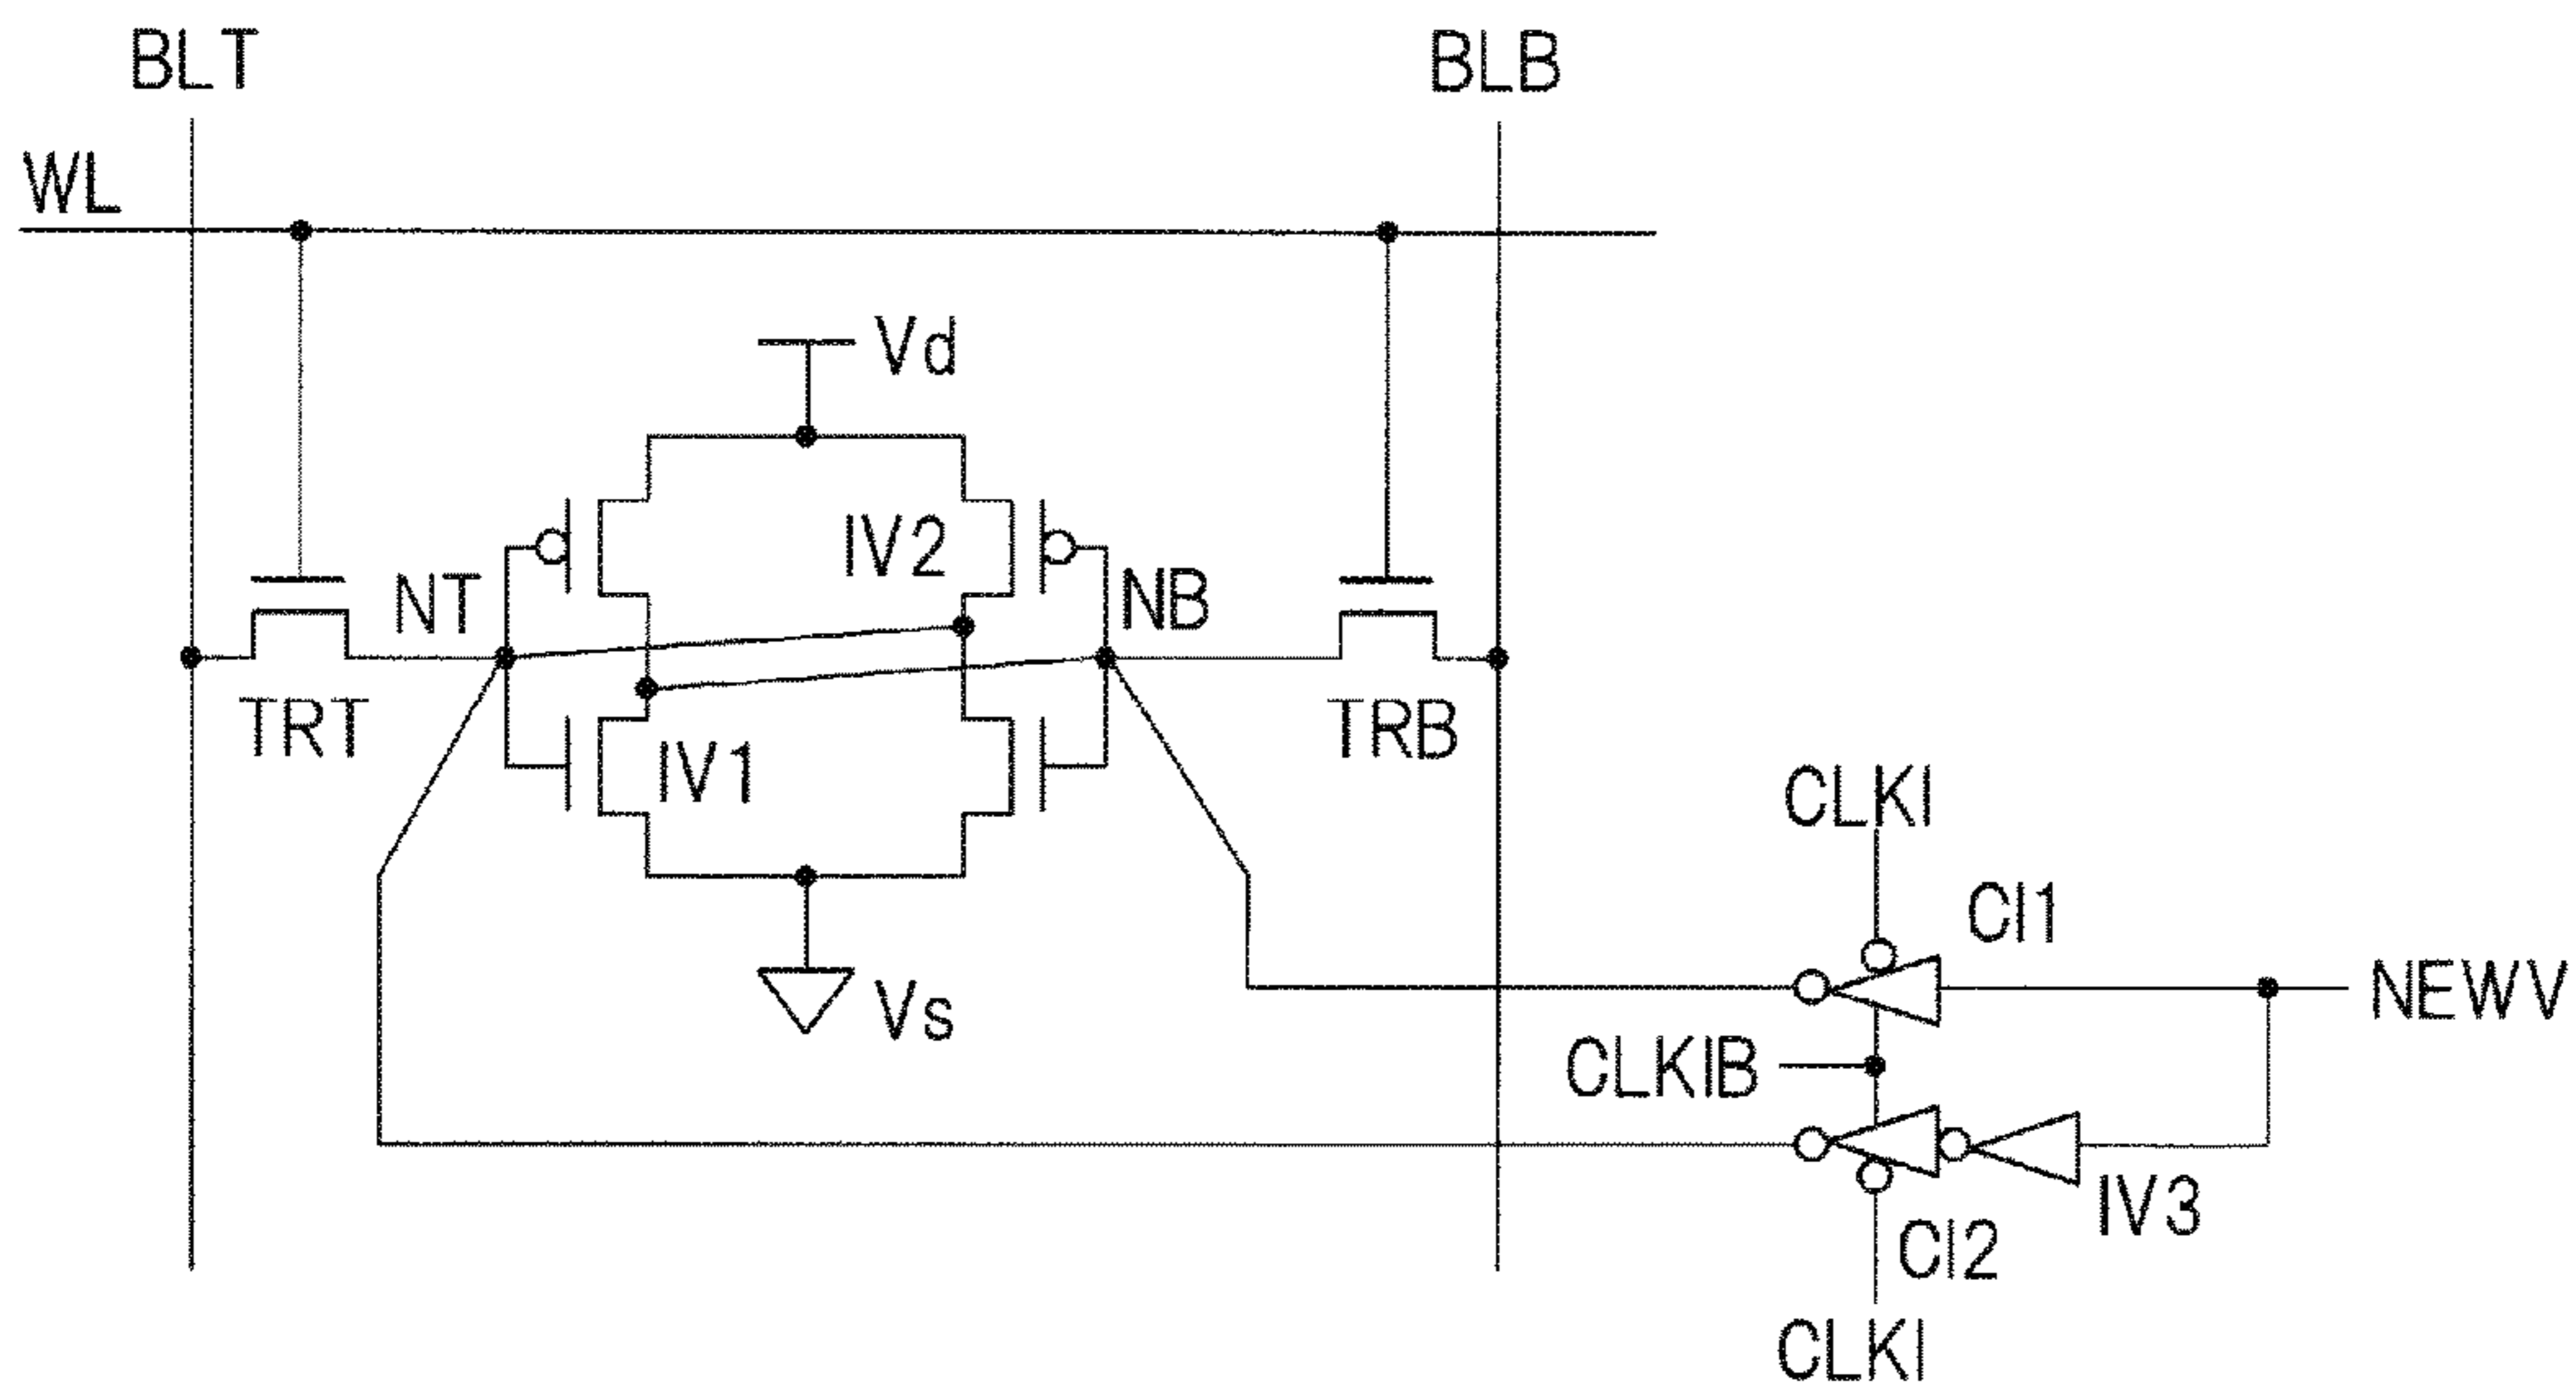 BLT
BLB
WL
Vd
IV2
NT
NB
TRT
TRB
IV1
CLKI
CI1
Vs
NEWV
CLKIB
IV3
CI2
CLKI